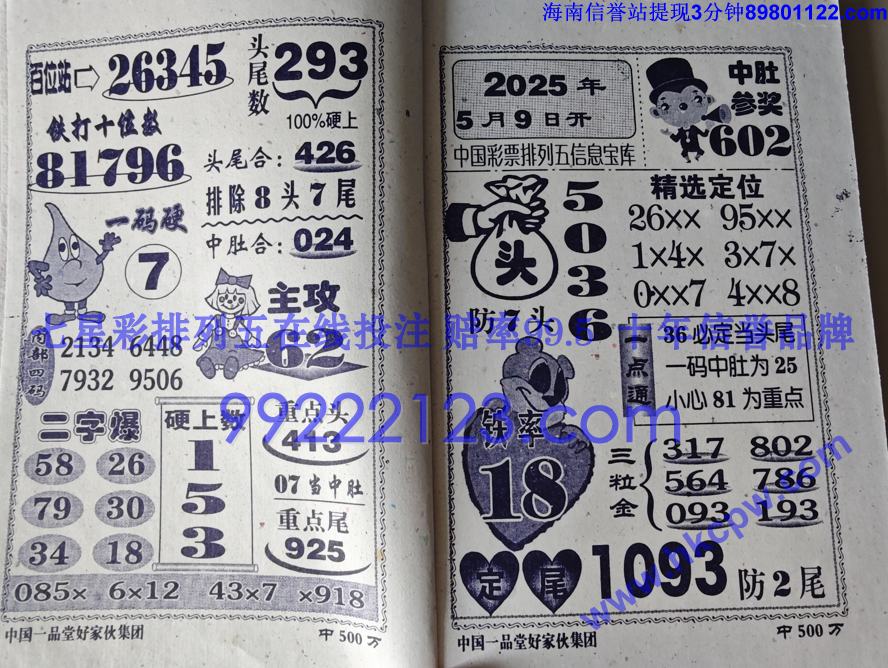 海南信誉站提现3分钟89801122.com
百位站⇨26345
头尾数
293
100%硬上
铁打十位数
81796
头尾合：426
排除8头7尾
一码硬
7
中肚合：024
主攻
62
内部四码
2134 6448
7932 9506
七星彩排列五在线投注 赔率99.5 十年信誉品牌
99222123.com
二字爆
58 26
79 30
34 18
硬上数
1
5
3
重点头
413
07当中肚
重点尾
925
085× 6×12 43×7 ×918
中国一品堂好家伙集团 中500万
2025年
5月9日开
中国彩票排列五信息宝库
中肚
参奖
602
头
5
0
3
6
防7头
精选定位
26×× 95××
1×4× 3×7×
0××7 4××8
一点通
36必定当头尾
一码中肚为25
小心81为重点
铁率
18
三粒金
317 802
564 786
093 193
www.hkcpw.com
定尾
1093
防2尾
中国一品堂好家伙集团 中500万